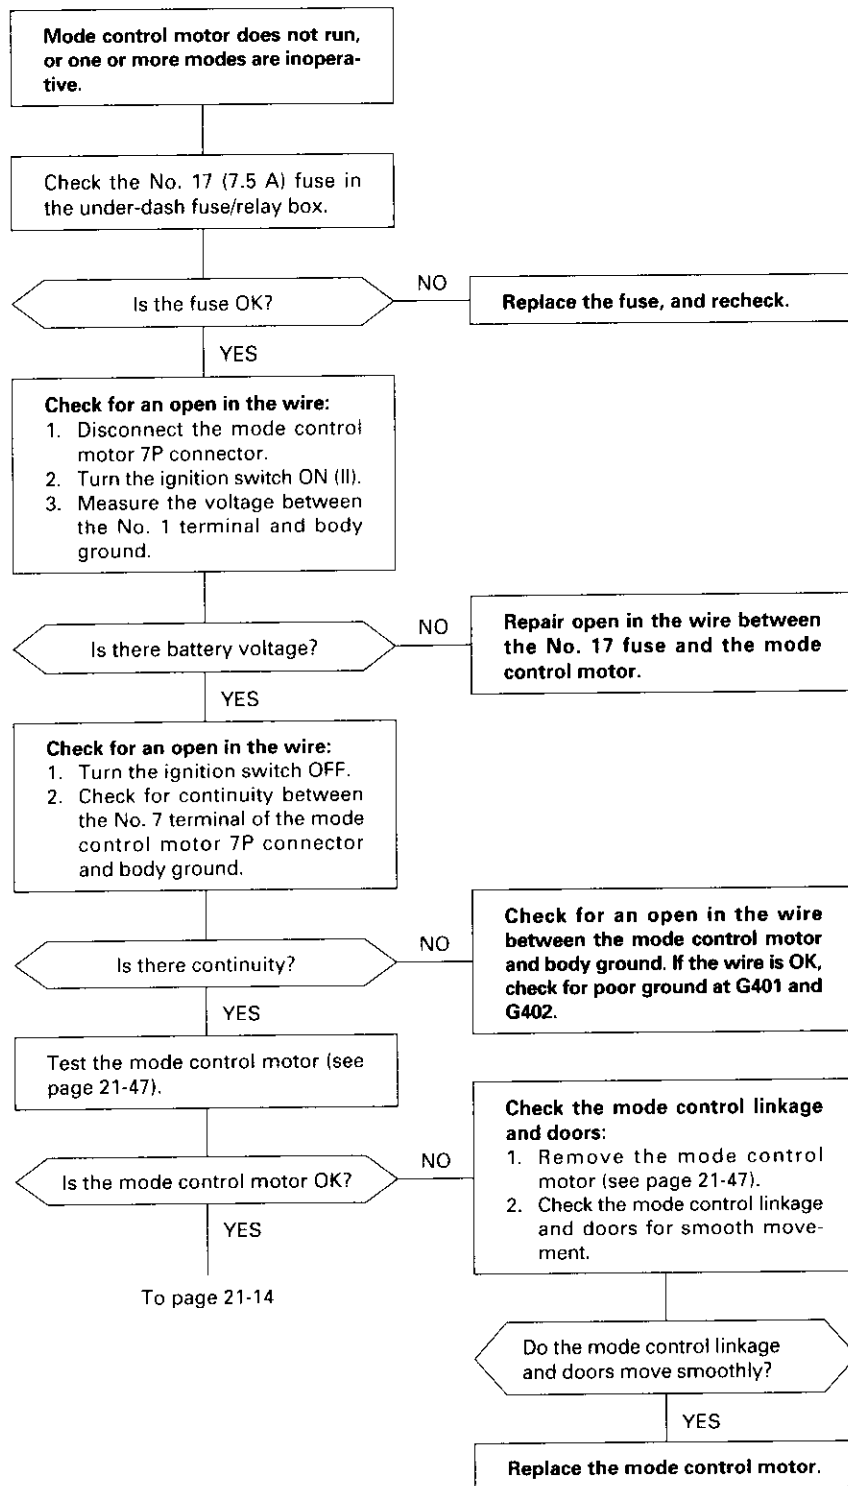 Mode control motor does not run,
or one or more modes are inopera-
tive.
Check the No. 17 (7.5 A) fuse in
the under-dash fuse/relay box.
Is the fuse OK?
NO
Replace the fuse, and recheck.
YES
Check for an open in the wire:
1. Disconnect the mode control
motor 7P connector.
2. Turn the ignition switch ON (II).
3. Measure the voltage between
the No. 1 terminal and body
ground.
Is there battery voltage?
NO
Repair open in the wire between
the No. 17 fuse and the mode
control motor.
YES
Check for an open in the wire:
1. Turn the ignition switch OFF.
2. Check for continuity between
the No. 7 terminal of the mode
control motor 7P connector
and body ground.
Is there continuity?
NO
Check for an open in the wire
between the mode control motor
and body ground. If the wire is OK,
check for poor ground at G401 and
G402.
YES
Test the mode control motor (see
page 21-47).
Is the mode control motor OK?
NO
Check the mode control linkage
and doors:
1. Remove the mode control
motor (see page 21-47).
2. Check the mode control linkage
and doors for smooth move-
ment.
YES
To page 21-14
Do the mode control linkage
and doors move smoothly?
YES
Replace the mode control motor.